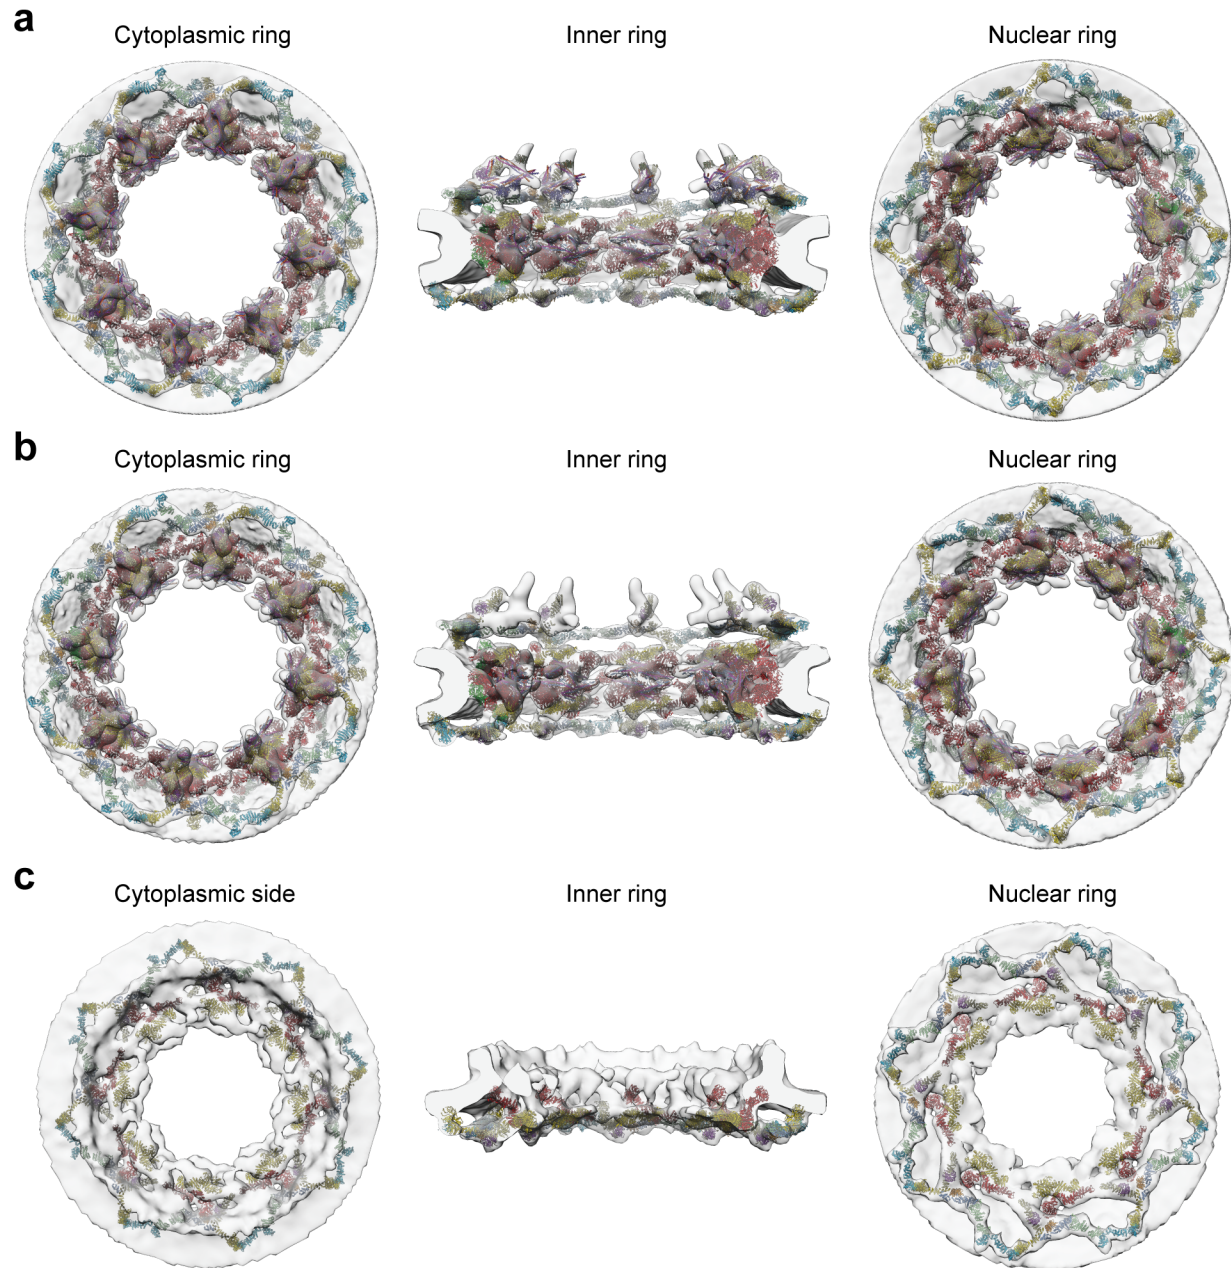 a
Cytoplasmic ring Inner ring Nuclear ring
b
Cytoplasmic ring Inner ring Nuclear ring
c
Cytoplasmic side Inner ring Nuclear ring